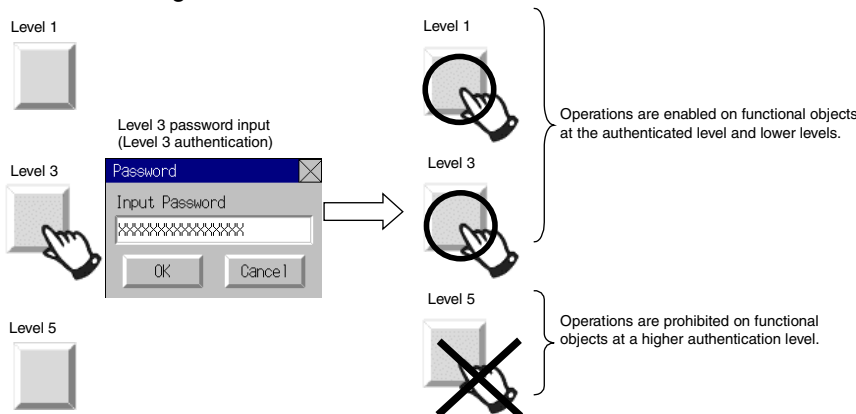 Level 1
Level 3 password input
(Level 3 authentication)
Level 3
Password
Input Password
XXXXXXXXXXXXXX
OK
Cancel
Level 5
Level 1
Level 3
Operations are enabled on functional objects
at the authenticated level and lower levels.
Level 5
Operations are prohibited on functional
objects at a higher authentication level.